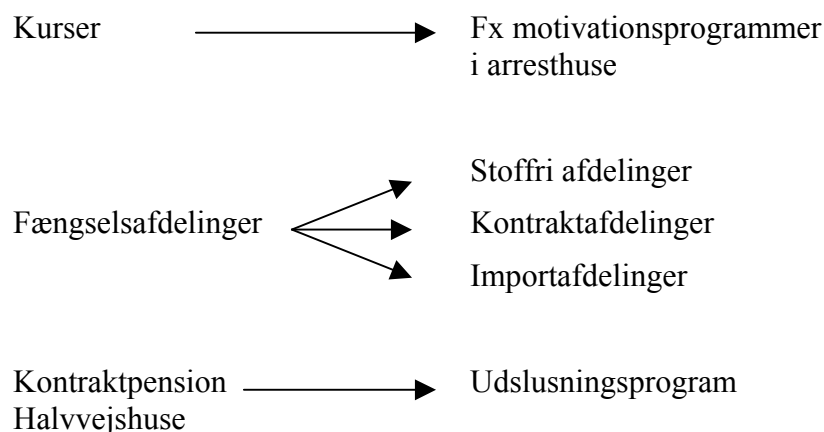 Kurser
Fx motivationsprogrammer
i arresthuse
Stoffri afdelinger
Fængselsafdelinger
Kontraktafdelinger
Importafdelinger
Kontraktpension
Halvvejshuse
Udslusningsprogram